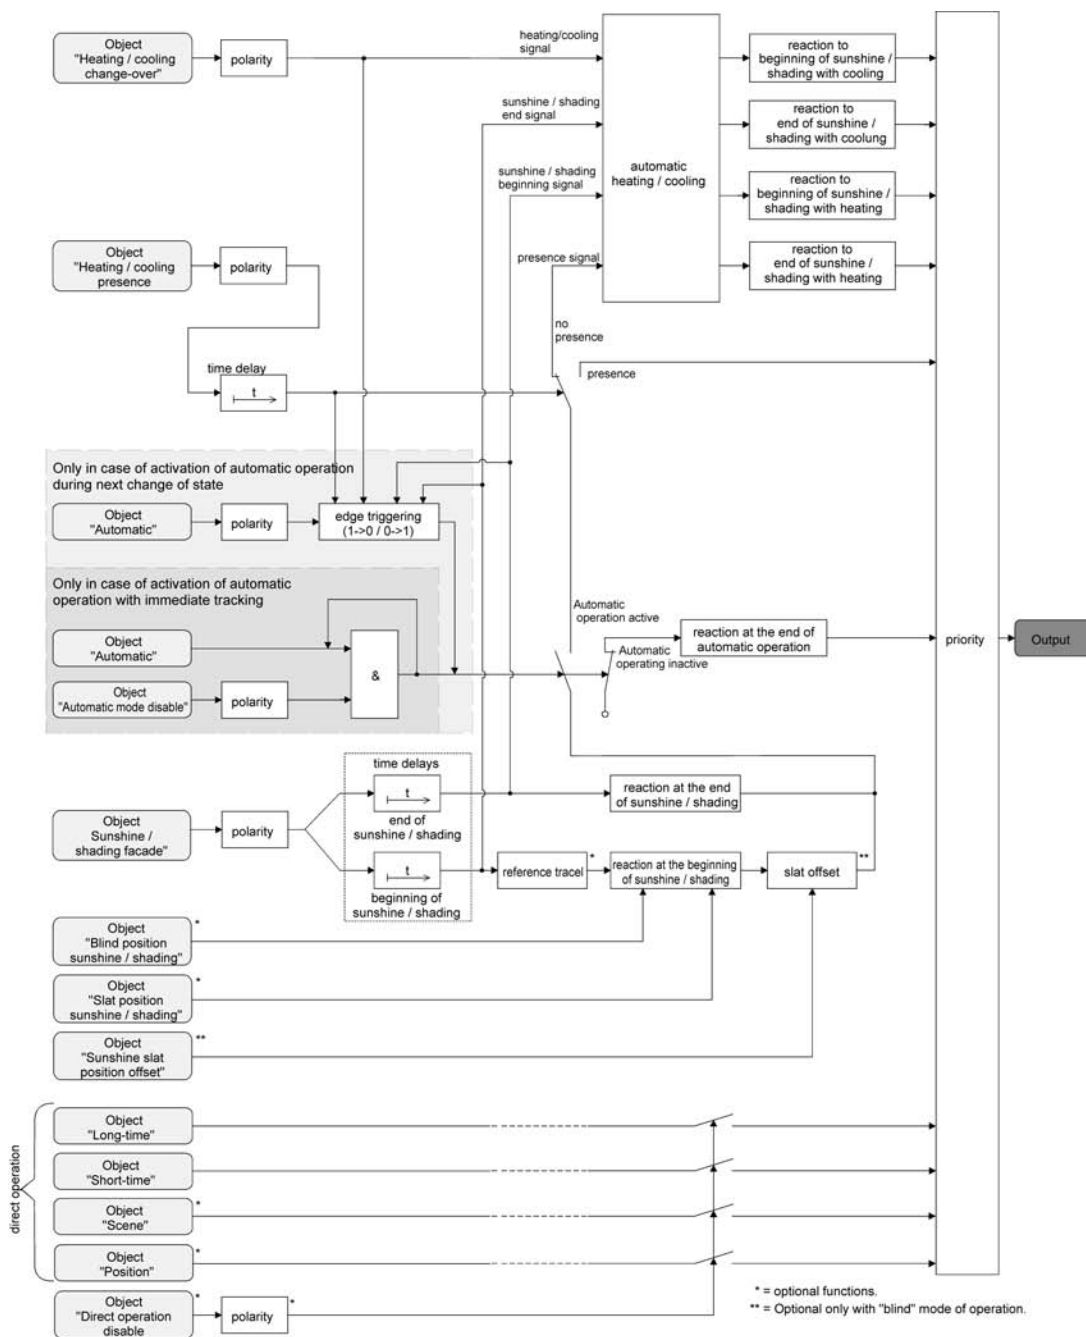 Object
"Heating / cooling
change-over"
polarity
heating/cooling
signal
sunshine / shading
end signal
sunshine / shading
beginning signal
presence signal
automatic
heating / cooling
reaction to
beginning of sunshine /
shading with cooling
reaction to
end of sunshine /
shading with coolung
reaction to
beginning of sunshine /
shading with heating
reaction to
end of sunshine /
shading with heating
Object
"Heating / cooling
presence
polarity
no
presence
presence
time delay
t
Only in case of activation of automatic operation
during next change of state
Object
"Automatic"
polarity
edge triggering
(1->0 / 0->1)
Only in case of activation of automatic
operation with immediate tracking
Object
"Automatic"
Object
"Automatic mode disable"
polarity
&
Automatic
operation active
Automatic
operating inactive
reaction at the end of
automatic operation
priority
Output
time delays
t
end of
sunshine / shading
reaction at the end
of sunshine / shading
Object
Sunshine /
shading facade"
polarity
t
beginning of
sunshine / shading
reference tracel
*
reaction at the beginning
of sunshine / shading
slat offset
**
Object
"Blind position
sunshine / shading"
*
Object
"Slat position
sunshine / shading"
*
Object
"Sunshine slat
position offset"
**
direct operation
Object
"Long-time"
Object
"Short-time"
Object
"Scene"
*
Object
"Position"
*
Object
"Direct operation
disable
*
polarity
*
* = optional functions.
** = Optional only with "blind" mode of operation.